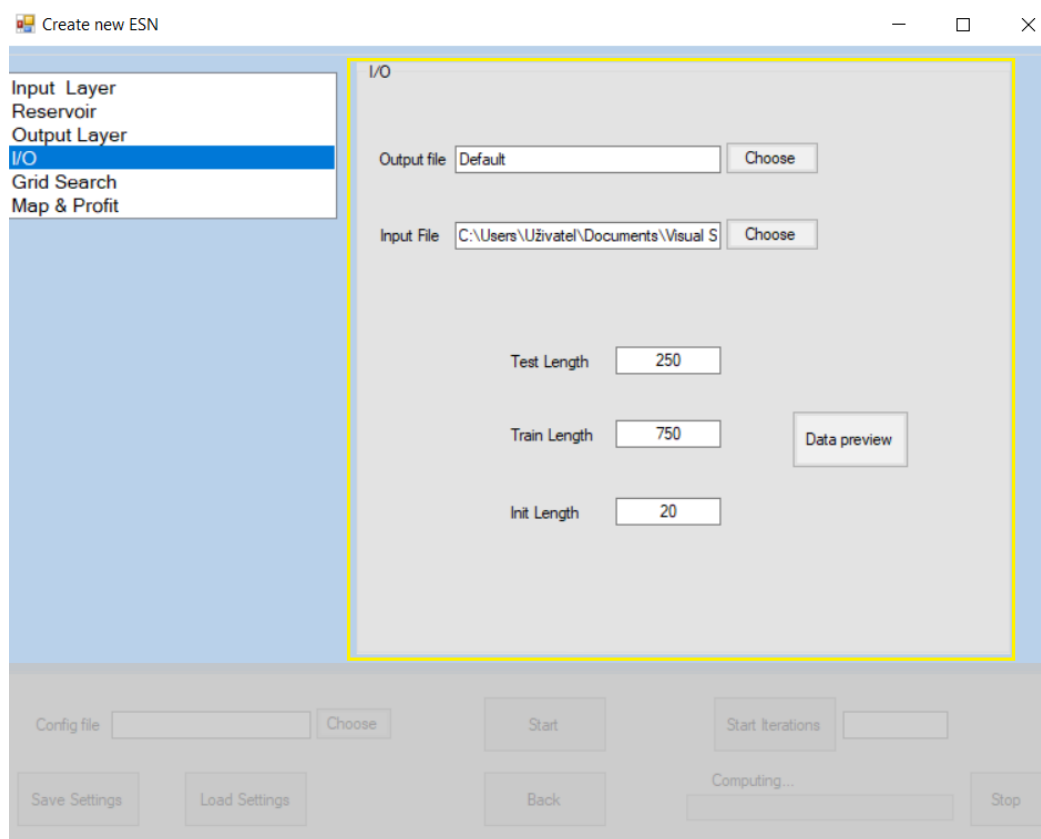 Create new ESN
Input Layer
Reservoir
Output Layer
I/O
Grid Search
Map & Profit
I/O
Output file Default Choose
Input File C:\Users\Uživatel\Documents\Visual S Choose
Test Length 250
Train Length 750
Data preview
Init Length 20
Config file Choose Start Start Iterations
Computing...
Save Settings Load Settings Back Stop